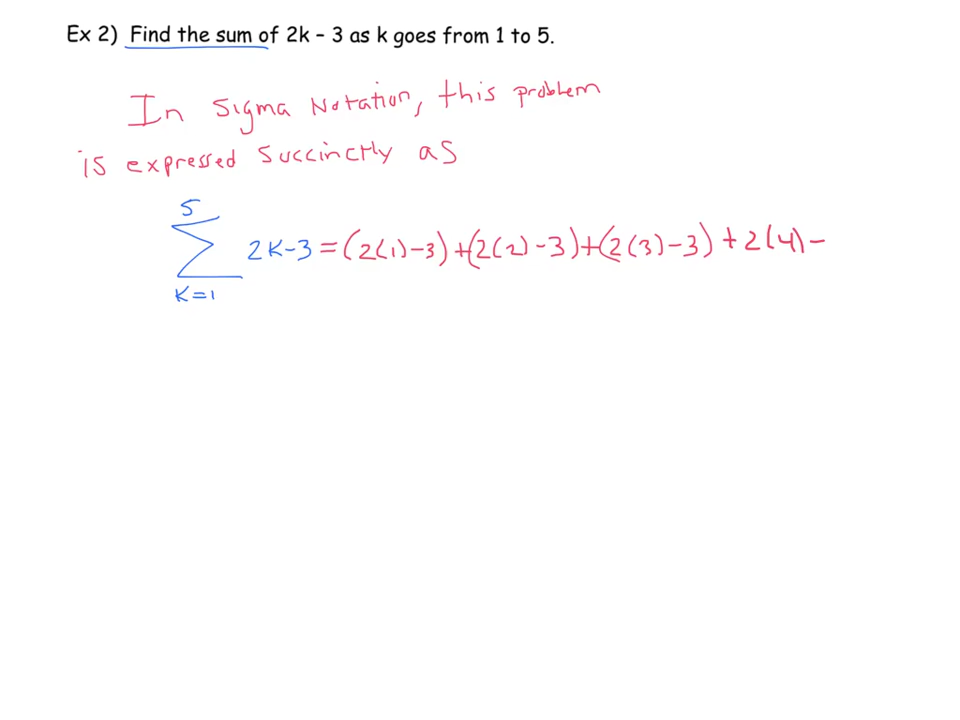 Ex 2) Find the sum of 2k – 3 as k goes from 1 to 5.
In Sigma Notation, this problem
is expressed succinctly as
5
∑ 2K-3 = (2(1)-3) + (2(2)-3) + (2(3)-3) + 2(4) -
K=1